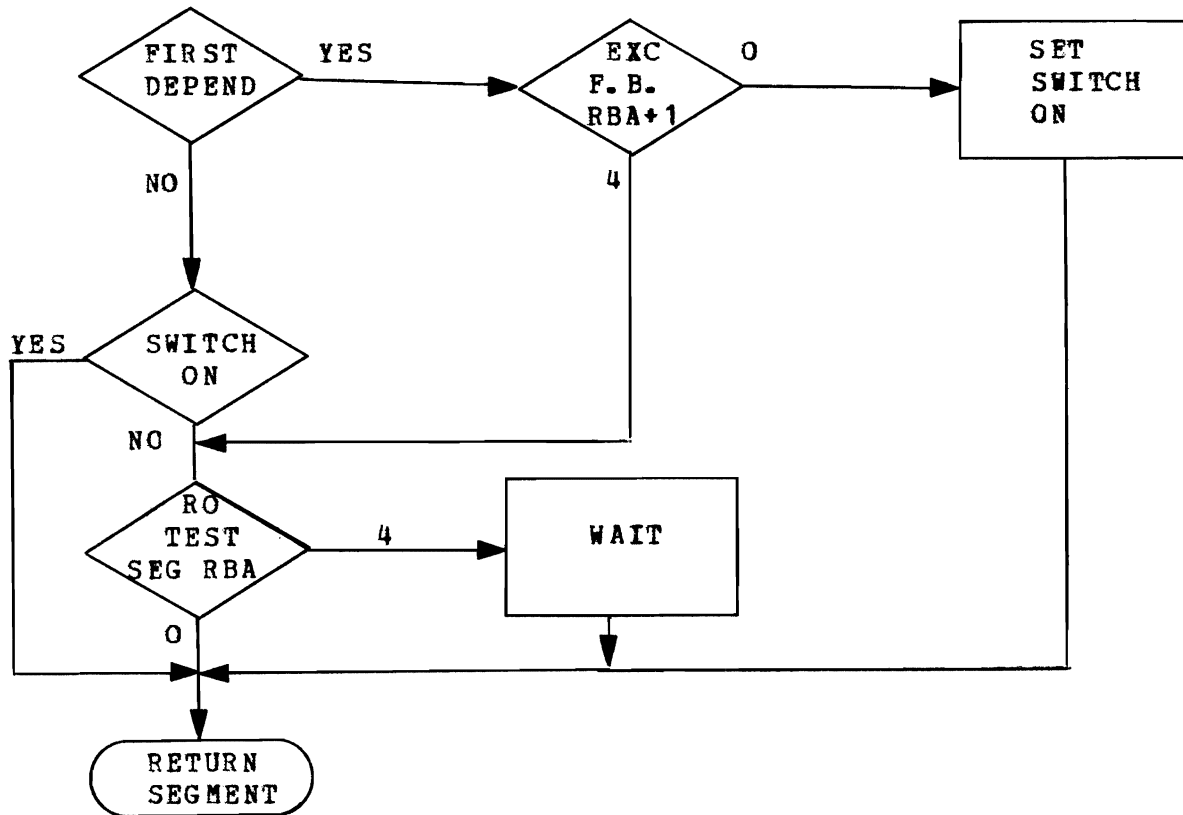 FIRST
DEPEND
YES
EXC
F.B.
RBA+1
0
SET
SWITCH
ON
NO
4
YES
SWITCH
ON
NO
RO
TEST
SEG RBA
4
WAIT
0
RETURN
SEGMENT